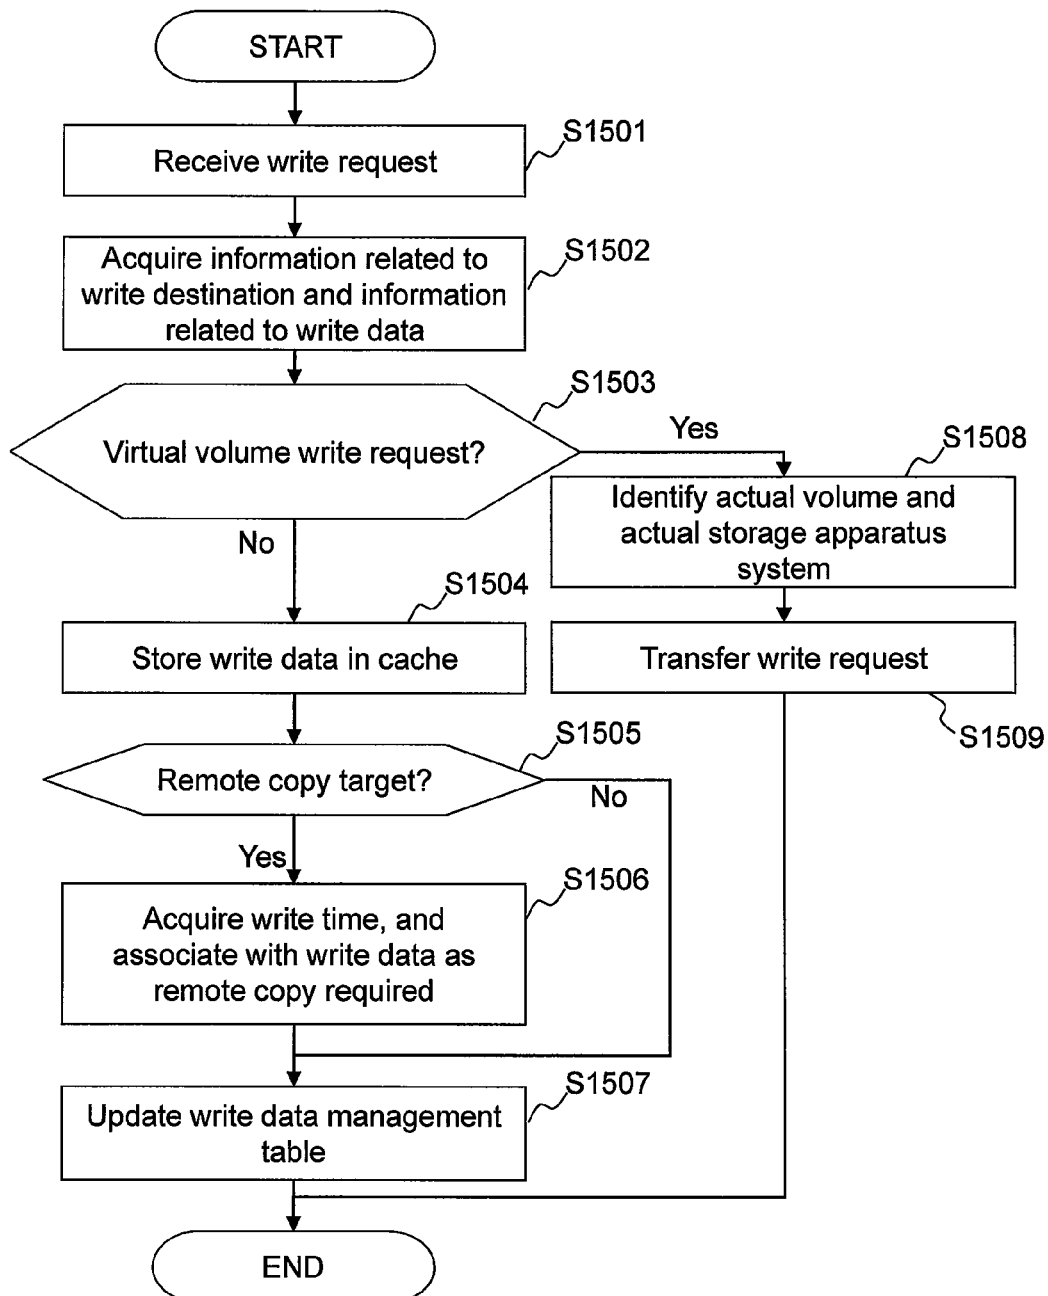 START
S1501
Receive write request
S1502
Acquire information related to
write destination and information
related to write data
S1503
Virtual volume write request?
Yes
No
S1508
Identify actual volume and
actual storage apparatus
system
S1504
Store write data in cache
Transfer write request
S1509
S1505
Remote copy target?
No
Yes
S1506
Acquire write time, and
associate with write data as
remote copy required
S1507
Update write data management
table
END